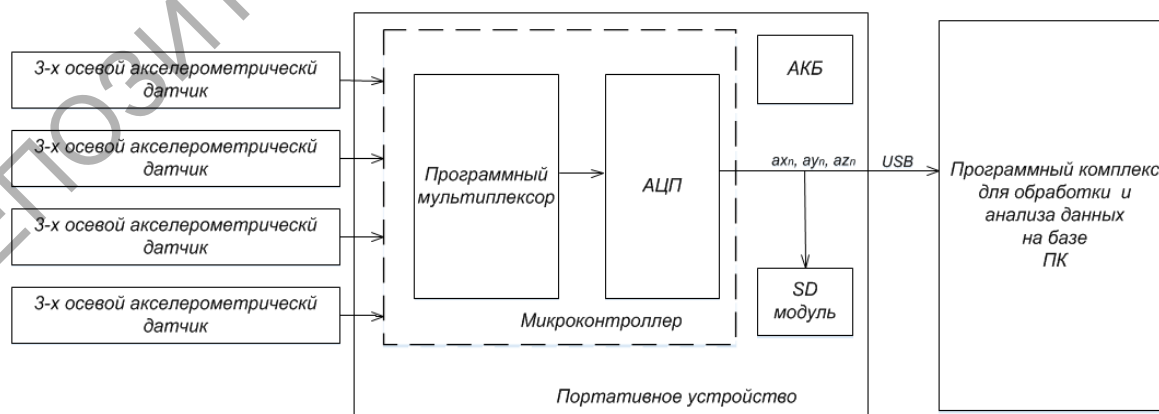 3-х осевой акселерометрическй
датчик
3-х осевой акселерометрическй
датчик
3-х осевой акселерометрическй
датчик
3-х осевой акселерометрическй
датчик
Программный
мультиплексор
АЦП
Микроконтроллер
АКБ
axₙ, ayₙ, azₙ
USB
SD
модуль
Портативное устройство
Программный комплекс
для обработки и
анализа данных
на базе
ПК